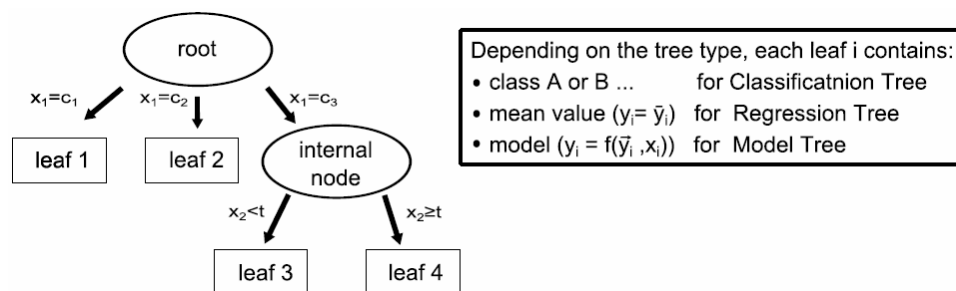 root
x₁=c₁
x₁=c₂
x₁=c₃
leaf 1
leaf 2
internal
node
x₂<t
x₂≥t
leaf 3
leaf 4
Depending on the tree type, each leaf i contains:
• class A or B ... for Classificatnion Tree
• mean value (yᵢ= ȳᵢ) for Regression Tree
• model (yᵢ = f(y⃗ᵢ ,xᵢ)) for Model Tree